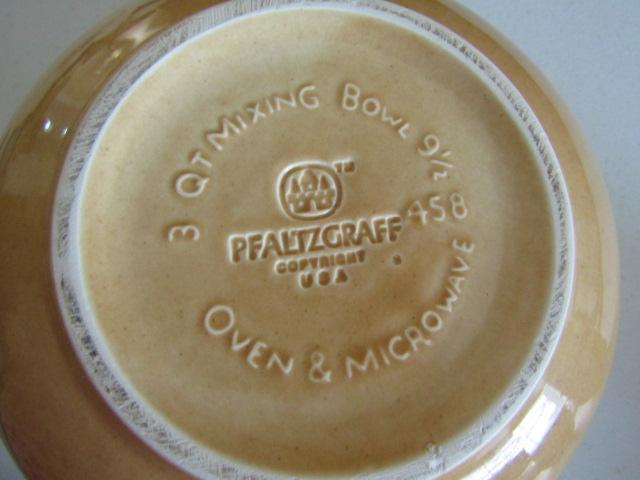 3 QT MIXING BOWL 9½
TM
458
PFALTZGRAFF
COPYRIGHT
USA
OVEN & MICROWAVE